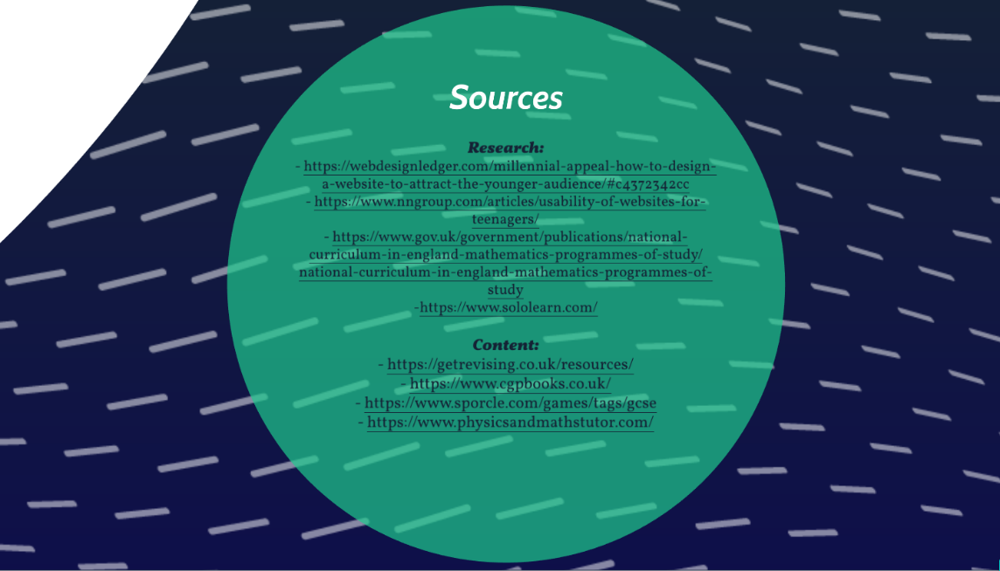 Sources
Research:
- https://webdesignledger.com/millennial-appeal-how-to-design-
a-website-to-attract-the-younger-audience/#c4372342cc
- https://www.nngroup.com/articles/usability-of-websites-for-
teenagers/
- https://www.gov.uk/government/publications/national-
curriculum-in-england-mathematics-programmes-of-study/
national-curriculum-in-england-mathematics-programmes-of-
study
-https://www.sololearn.com/
Content:
- https://getrevising.co.uk/resources/
- https://www.cgpbooks.co.uk/
- https://www.sporcle.com/games/tags/gcse
- https://www.physicsandmathstutor.com/